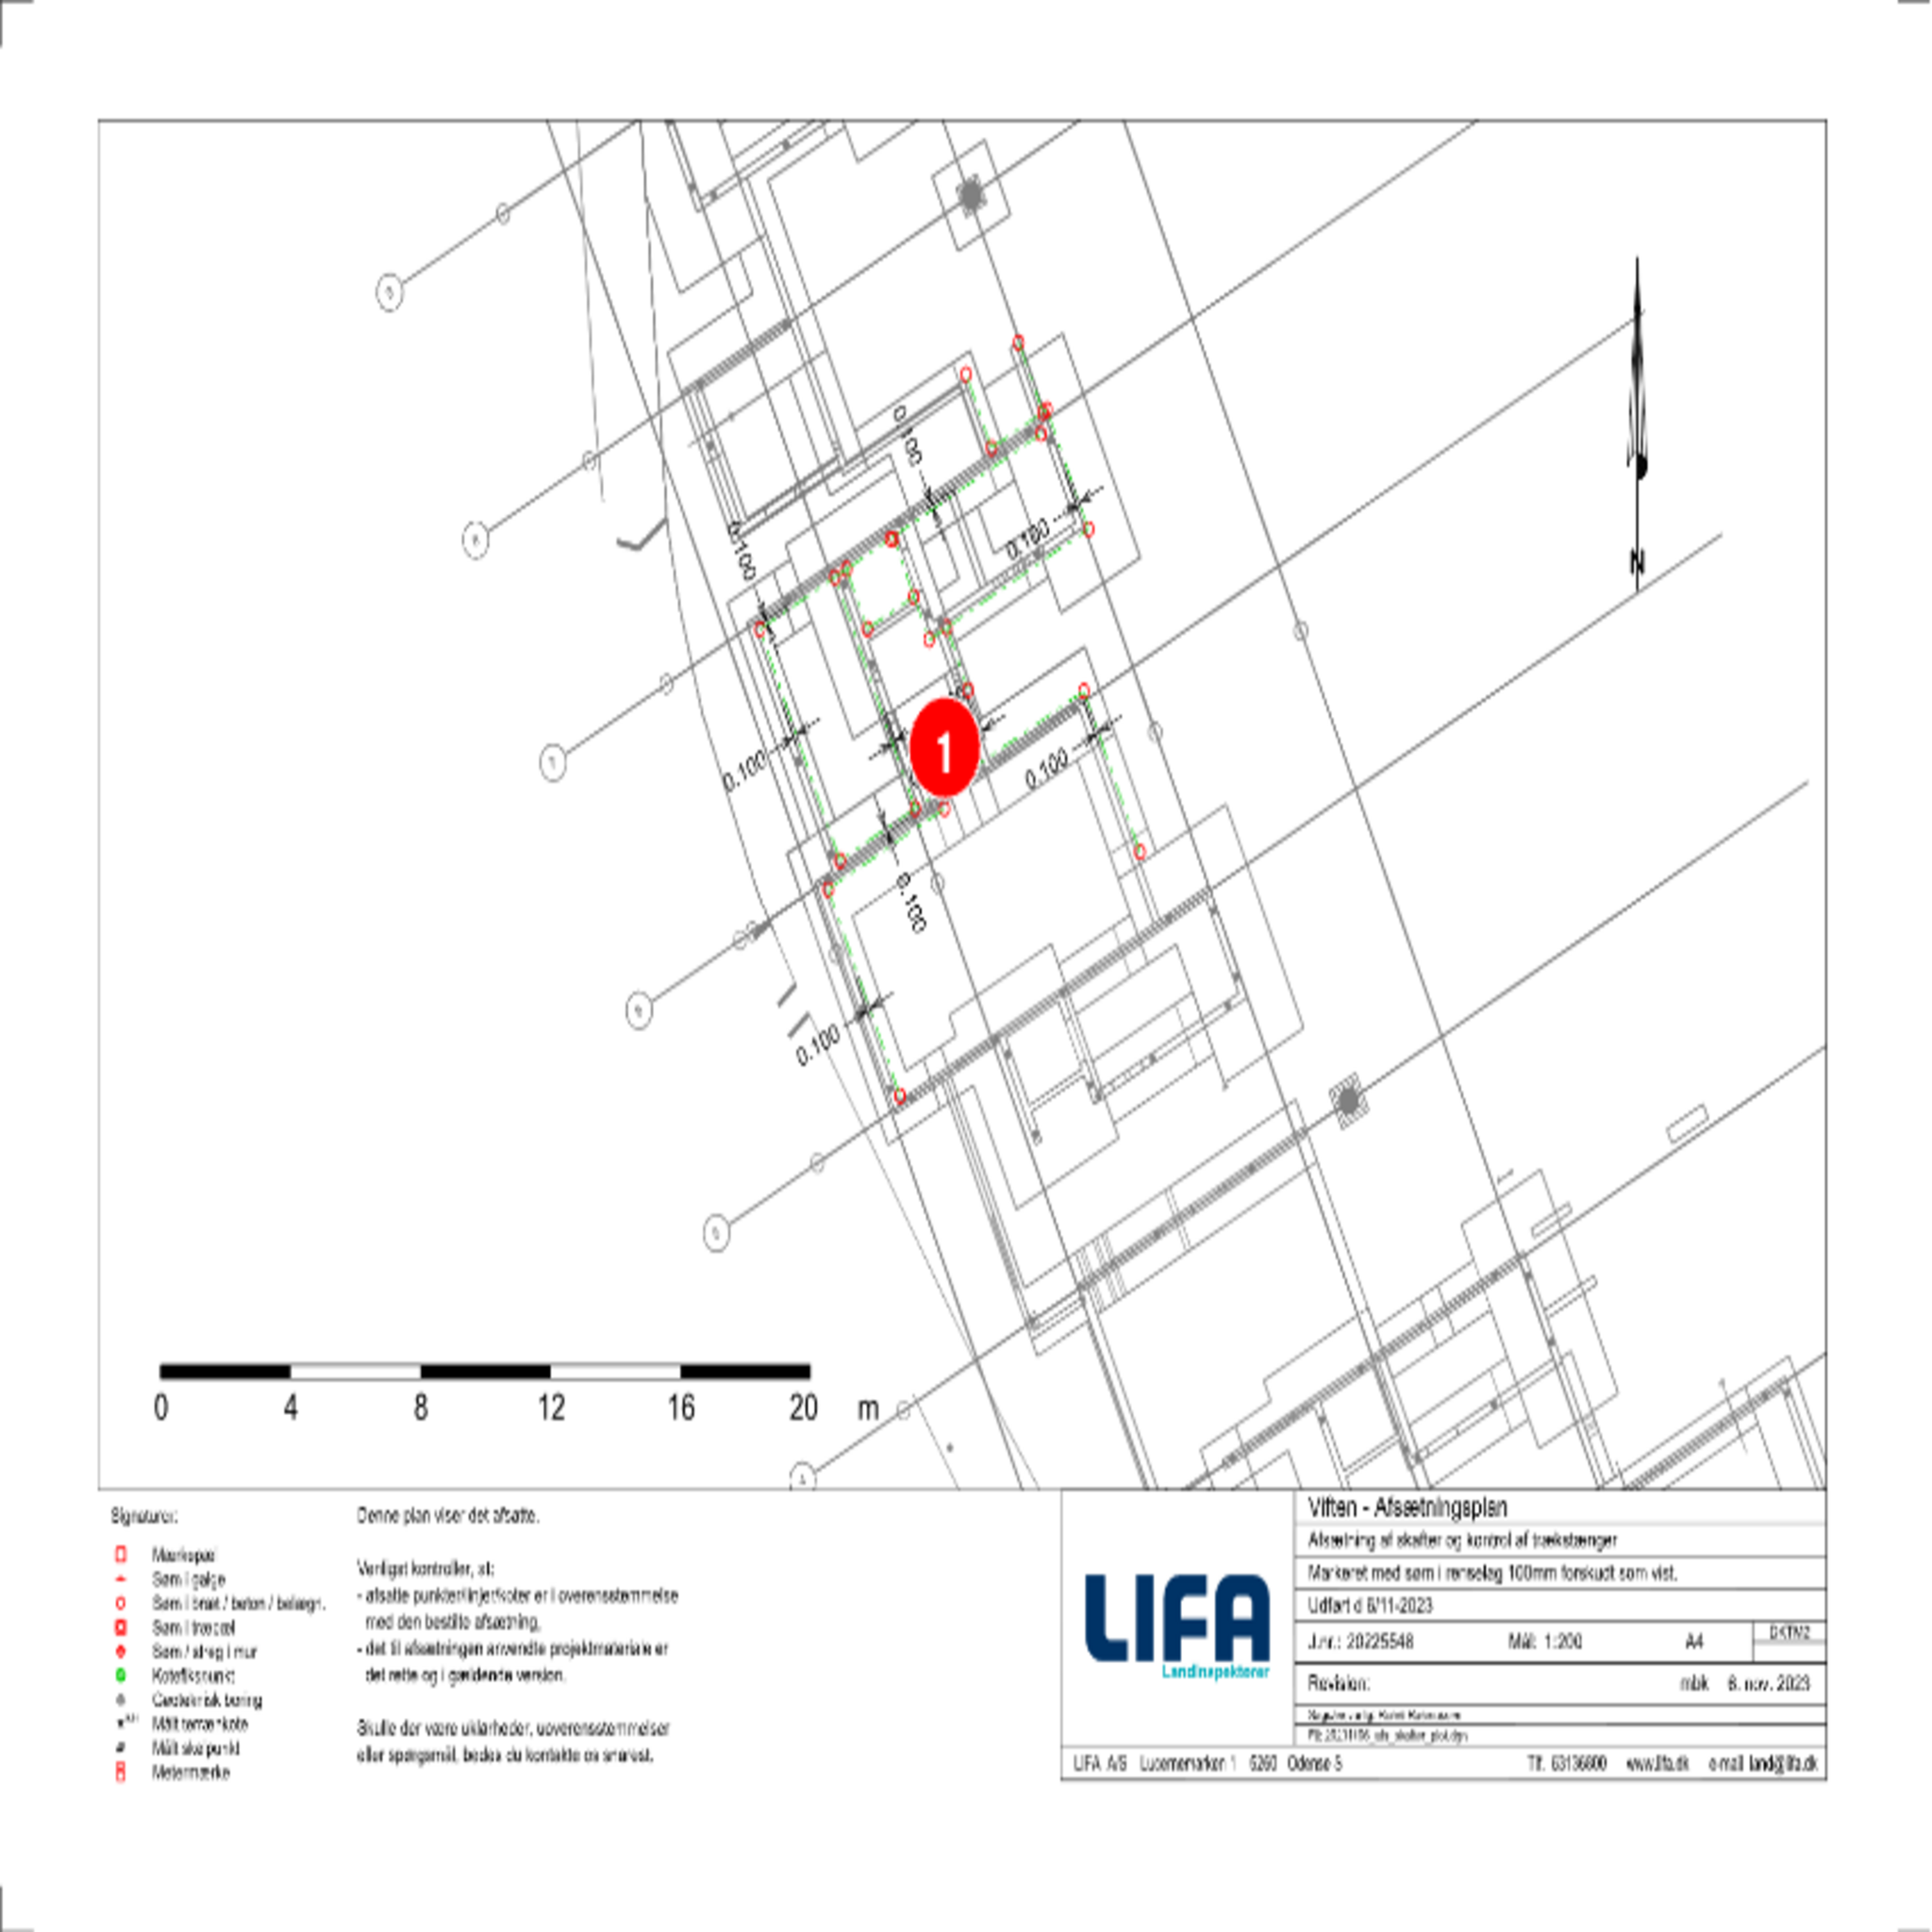 0.100
0.100
0.100
0.100
0.100
0.100
0.100
1
N
0 4 8 12 16 20 m
Signaturer:
Søm i galge
Søm i bræt / beton / belægn.
Søm i træpæl
Søm / streg i mur
Kotefikspunkt
Geoteknisk boring
Målt terrænkote
Målt skelpunkt
Metermærke
Denne plan viser det afsatte.
Venligst kontroller, at:
- afsatte punkter/linjer/koter er i overensstemmelse
med den bestilte afsætning,
- det til afsætningen anvendte projektmateriale er
det rette og i gældende version.
Skulle der være uklarheder, uoverensstemmelser
eller spørgsmål, bedes du kontakte os snarest.
LIFA
Landinspektører
Viften - Afsætningsplan
Afsætning af skafter og kontrol af trækstænger
Markeret med søm i renselag 100mm forskudt som vist.
Udført d 6/11-2023
J.nr.: 20225548 Mål: 1:200 A4 DKTM2
Revision: mbk 6. nov. 2023
LIFA A/S Lucernemarken 1 5260 Odense S Tlf. 63136800 www.lifa.dk e-mail land@lifa.dk